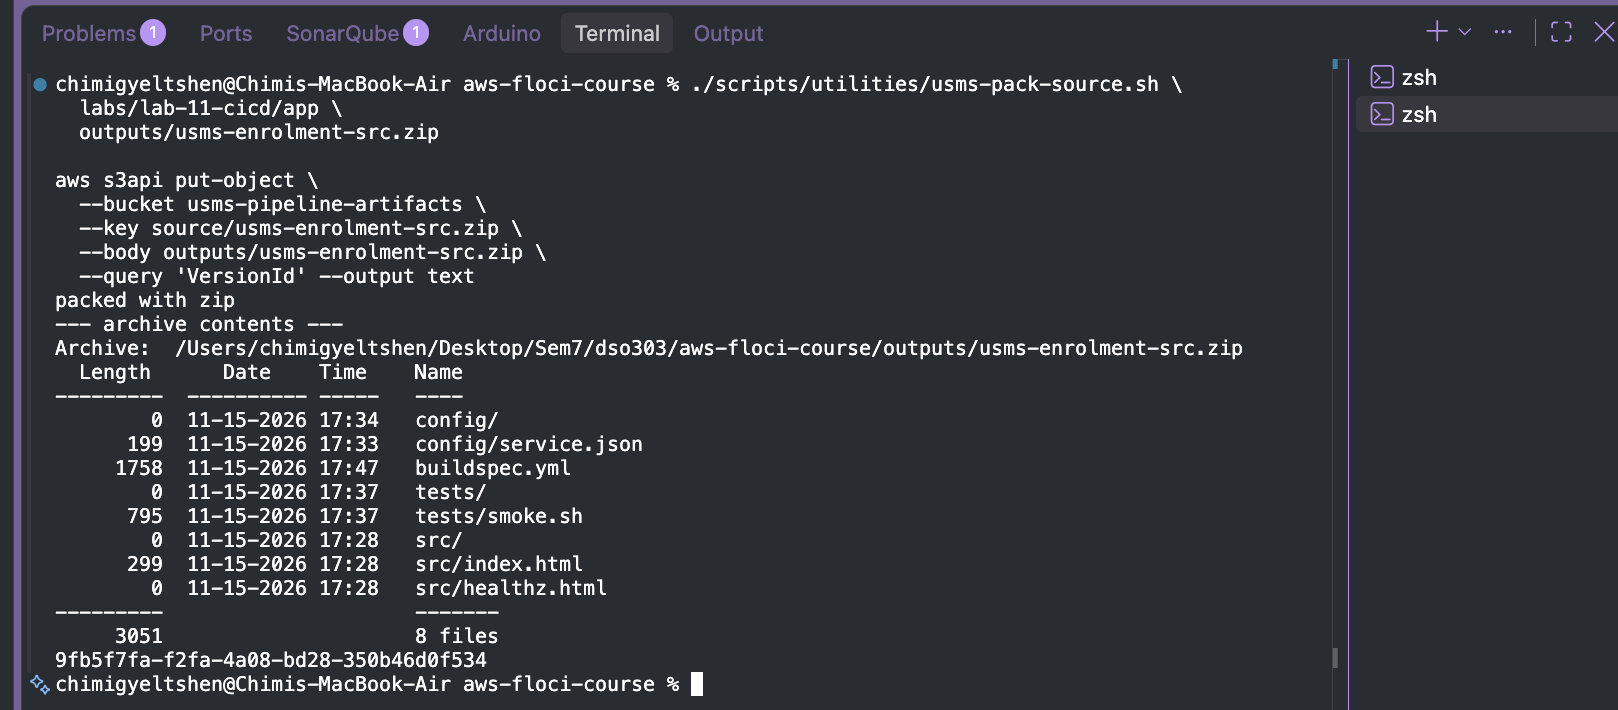 Problems 1 Ports SonarQube 1 Arduino Terminal Output
zsh
zsh
chimigyeltshen@Chimis-MacBook-Air aws-floci-course % ./scripts/utilities/usms-pack-source.sh \
  labs/lab-11-cicd/app \
  outputs/usms-enrolment-src.zip

aws s3api put-object \
  --bucket usms-pipeline-artifacts \
  --key source/usms-enrolment-src.zip \
  --body outputs/usms-enrolment-src.zip \
  --query 'VersionId' --output text
packed with zip
--- archive contents ---
Archive:  /Users/chimigyeltshen/Desktop/Sem7/dso303/aws-floci-course/outputs/usms-enrolment-src.zip
  Length      Date    Time    Name
---------  ---------- -----   ----
        0  11-15-2026 17:34   config/
      199  11-15-2026 17:33   config/service.json
     1758  11-15-2026 17:47   buildspec.yml
        0  11-15-2026 17:37   tests/
      795  11-15-2026 17:37   tests/smoke.sh
        0  11-15-2026 17:28   src/
      299  11-15-2026 17:28   src/index.html
        0  11-15-2026 17:28   src/healthz.html
---------                     -------
     3051                     8 files
9fb5f7fa-f2fa-4a08-bd28-350b46d0f534
chimigyeltshen@Chimis-MacBook-Air aws-floci-course %